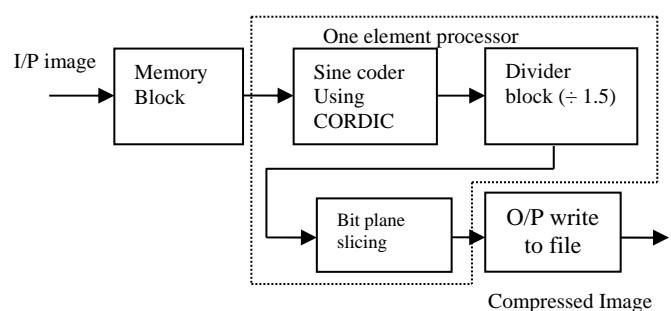 One element processor
I/P image
Memory
Block
Sine coder
Using
CORDIC
Divider
block (÷ 1.5)
Bit plane
slicing
O/P write
to file
Compressed Image